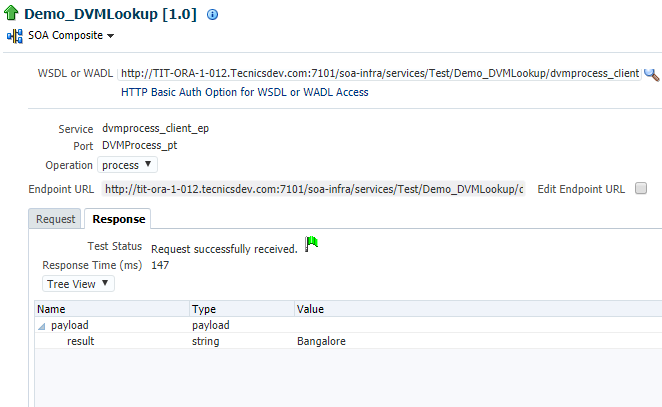 Demo_DVMLookup [1.0]
SOA Composite
WSDL or WADL http://TIT-ORA-1-012.Tecnicsdev.com:7101/soa-infra/services/Test/Demo_DVMLookup/dvmprocess_client
HTTP Basic Auth Option for WSDL or WADL Access
Service dvmprocess_client_ep
Port DVMProcess_pt
Operation process
Endpoint URL http://tit-ora-1-012.tecnicsdev.com:7101/soa-infra/services/Test/Demo_DVMLookup/ Edit Endpoint URL
Request Response
Test Status Request successfully received.
Response Time (ms) 147
Tree View
Name Type Value
payload payload
result string Bangalore